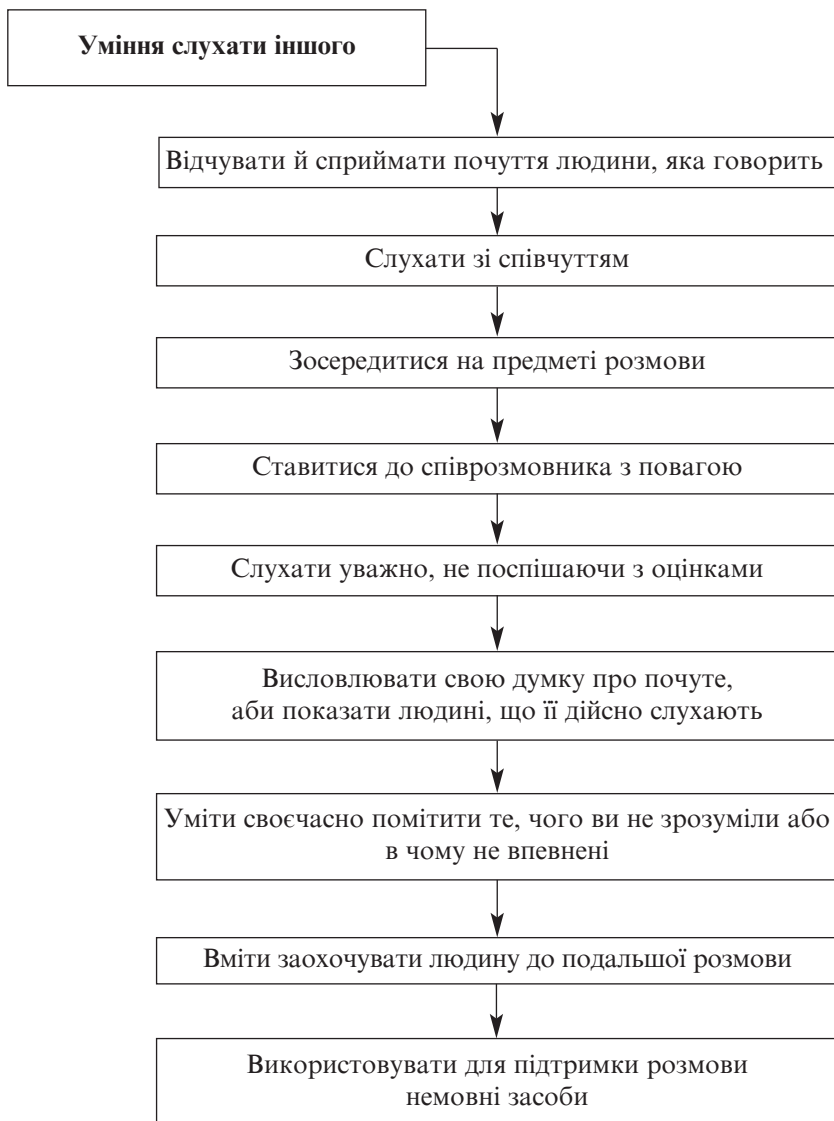 Уміння слухати іншого
Відчувати й сприймати почуття людини, яка говорить
Слухати зі співчуттям
Зосередитися на предметі розмови
Ставитися до співрозмовника з повагою
Слухати уважно, не поспішаючи з оцінками
Висловлювати свою думку про почуте,
аби показати людині, що її дійсно слухають
Уміти своєчасно помітити те, чого ви не зрозуміли або
в чому не впевнені
Вміти заохочувати людину до подальшої розмови
Використовувати для підтримки розмови
немовні засоби